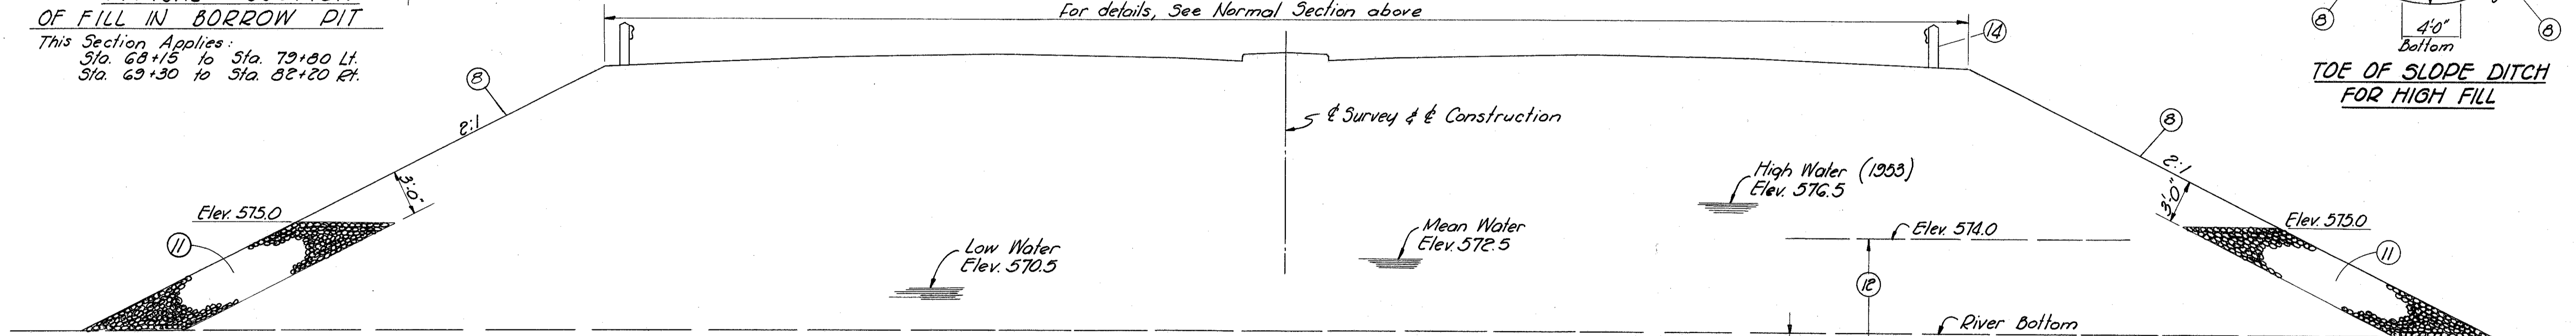 OF FILL IN BORROW PIT
This Section Applies:
Sta. 68+15 to Sta. 79+80 Lt.
Sta. 69+30 to Sta. 82+20 Rt.
For details, See Normal Section above
14
8
8
4'-0"
Bottom
TOE OF SLOPE DITCH
FOR HIGH FILL
8
2:1
℄ Survey & ℄ Construction
8
2:1
3'-0"
High Water (1953)
Elev. 576.5
3'-0"
Elev. 575.0
Elev. 575.0
Mean Water
Elev. 572.5
Elev. 574.0
11
Low Water
Elev. 570.5
11
12
River Bottom